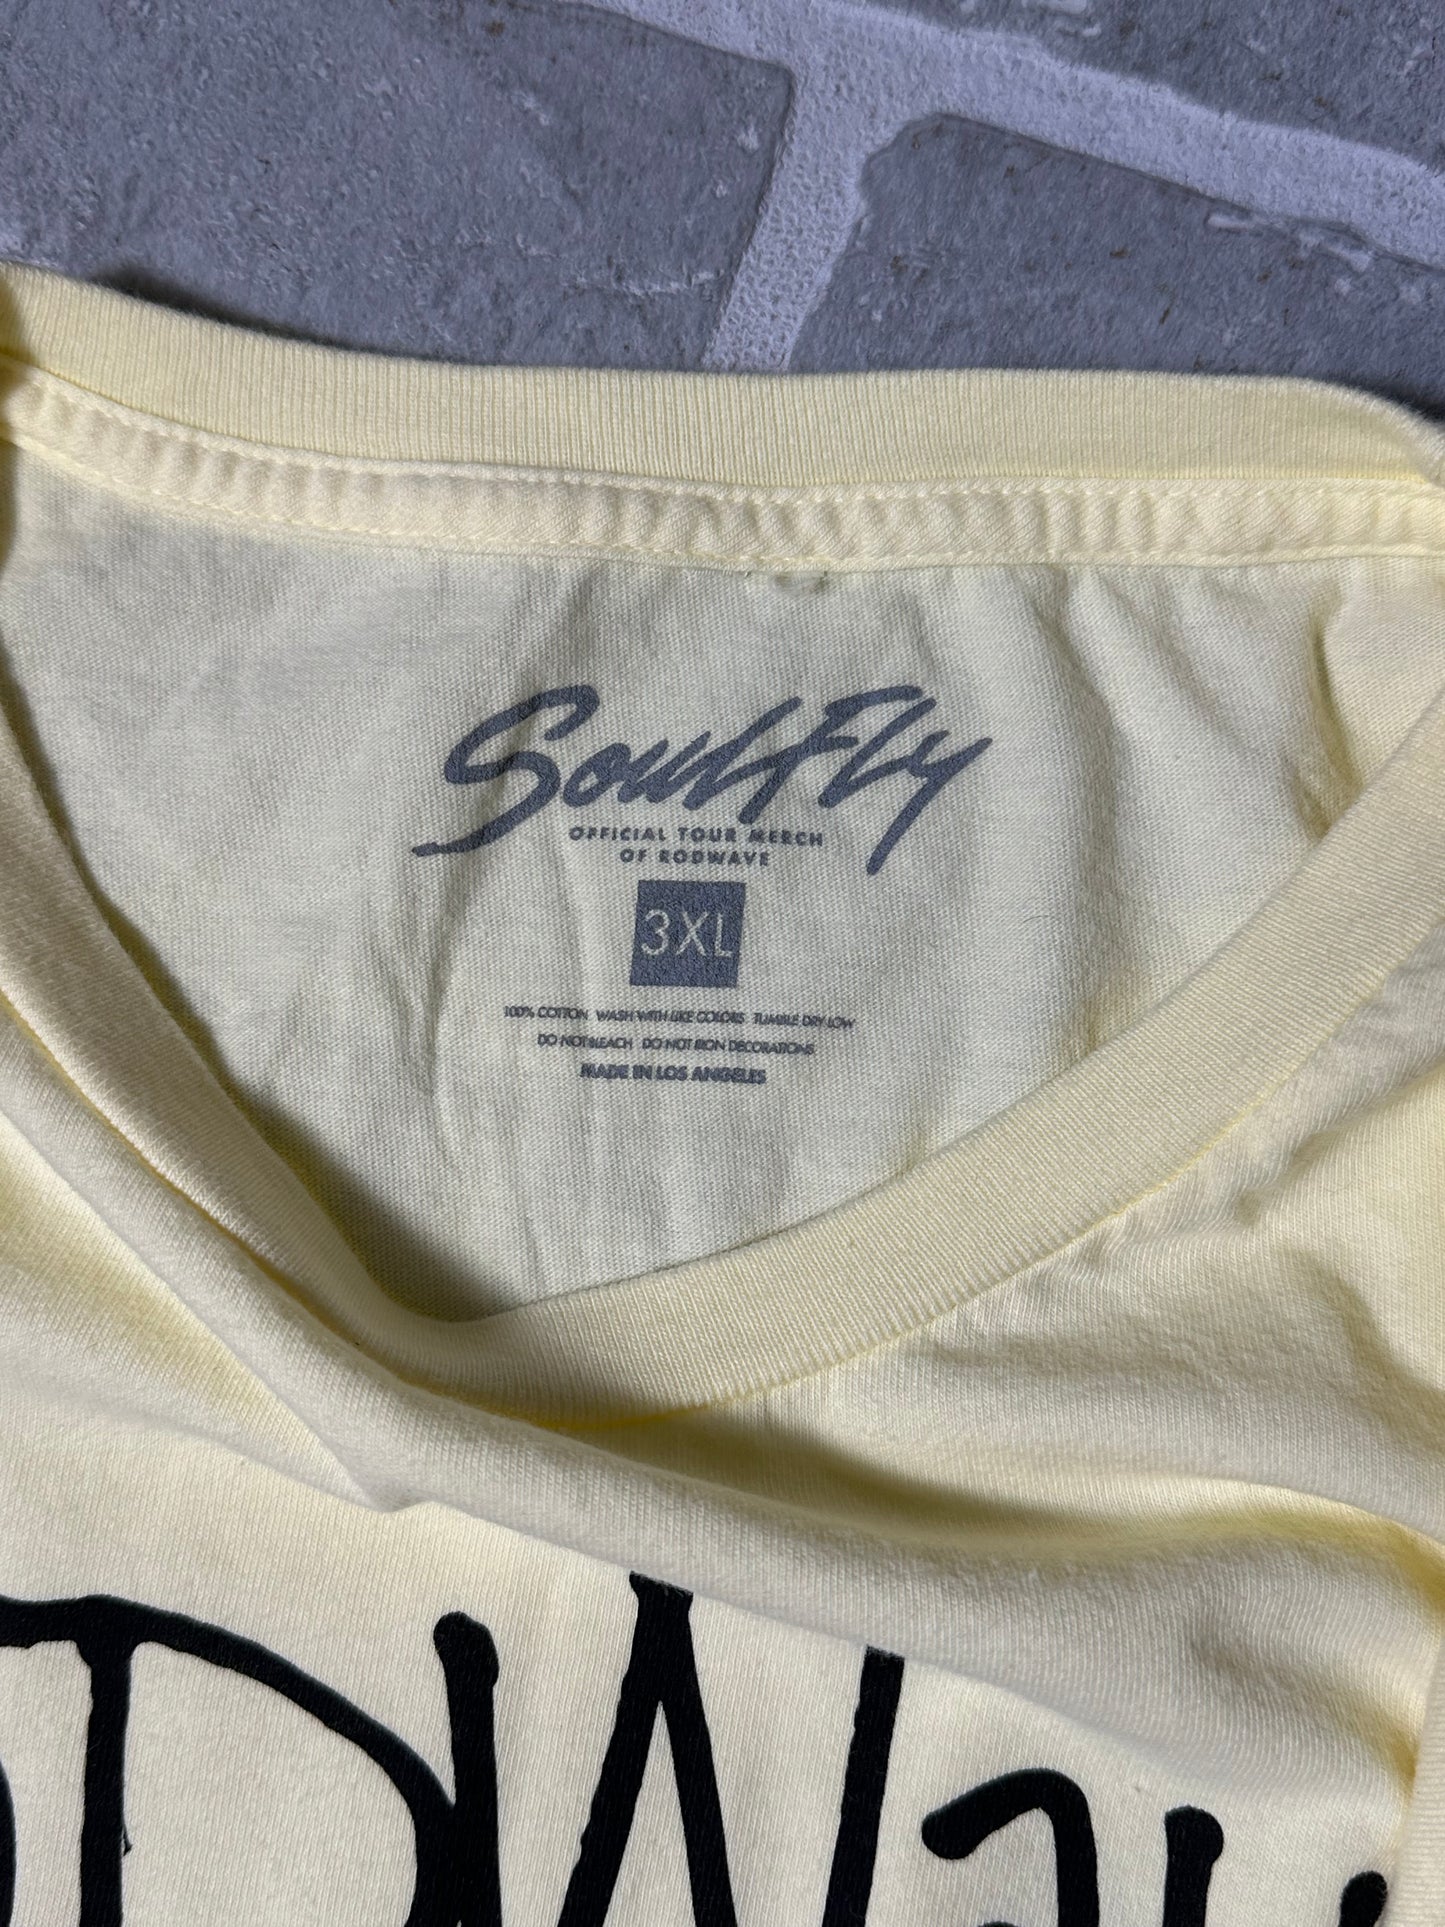 SoulFly
OFFICIAL TOUR MERCH
OF RODWAVE
3XL
100% COTTON WASH WITH LIKE COLORS TUMBLE DRY LOW
DO NOT BLEACH DO NOT IRON DECORATIONS
MADE IN LOS ANGELES